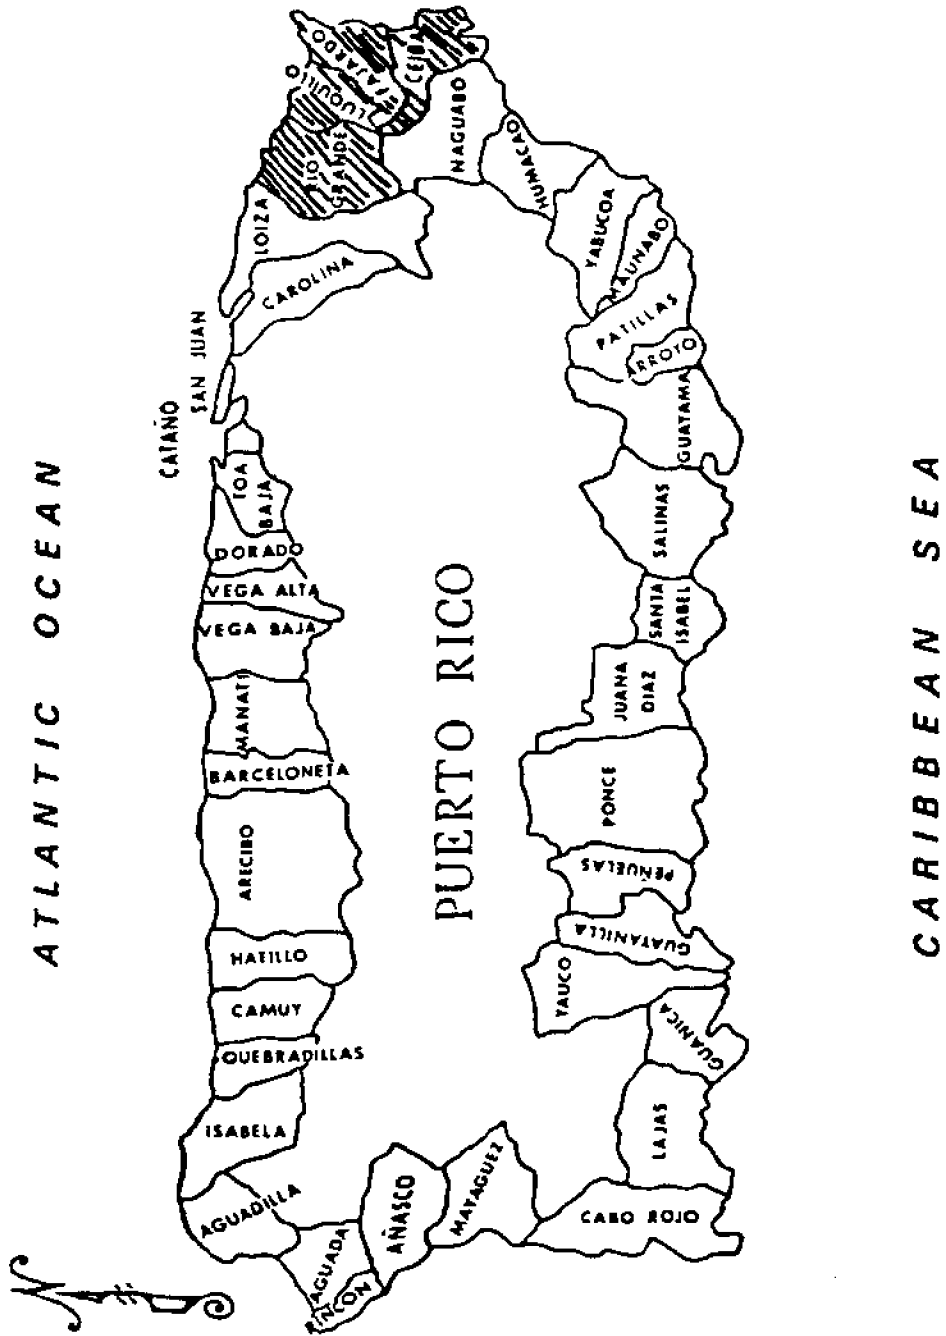 ATLANTIC OCEAN
CATAÑO
SAN JUAN
LOIZA
CAROLINA
RIO
GRANDE
LUQUILLO
FAJARDO
CEIBA
NAGUABO
HUMACAO
YABUCOA
MAUNABO
PATILLAS
ARROYO
GUAYAMA
SALINAS
SANTA
ISABEL
JUANA
DIAZ
PONCE
PEÑUELAS
GUAYANILLA
YAUCO
GUANICA
LAJAS
CABO ROJO
MAYAGUEZ
AÑASCO
RINCON
AGUADA
AGUADILLA
ISABELA
QUEBRADILLAS
CAMUY
HATILLO
ARECIBO
BARCELONETA
MANATI
VEGA BAJA
VEGA ALTA
DORADO
TOA
BAJA
PUERTO RICO
CARIBBEAN SEA
N